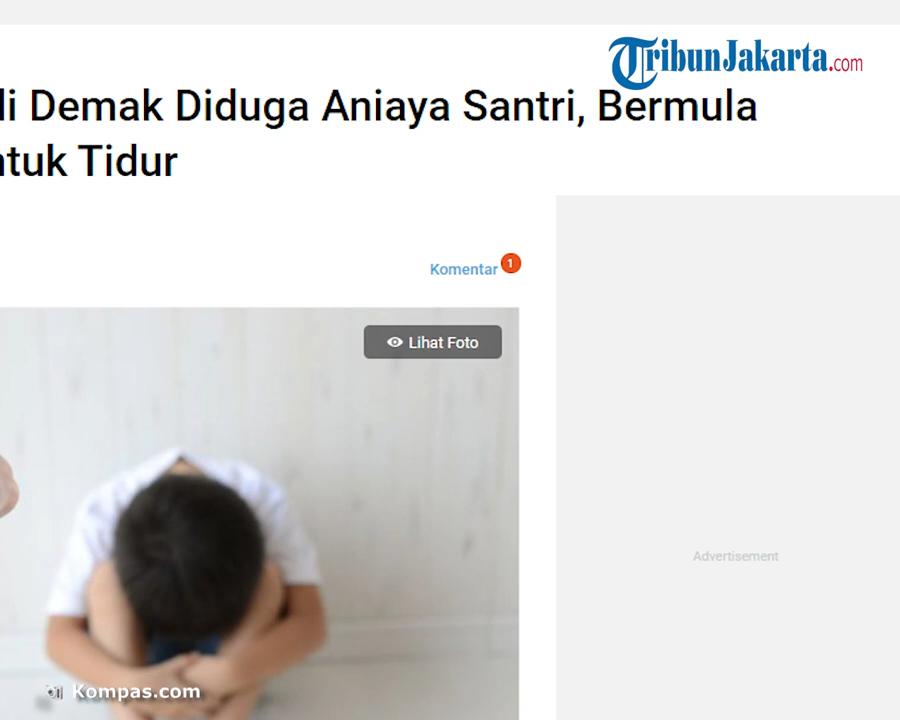 TribunJakarta.com
di Demak Diduga Aniaya Santri, Bermula
ntuk Tidur
Komentar 1
Lihat Foto
Advertisement
Kompas.com